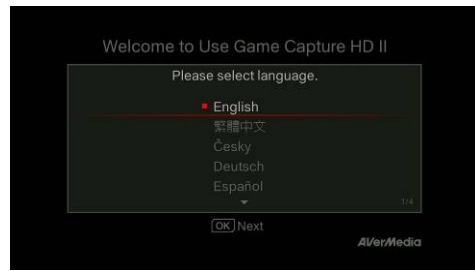 Welcome to Use Game Capture HD II
Please select language.
English
繁體中文
Česky
Deutsch
Español
1/4
OK Next
AVerMedia